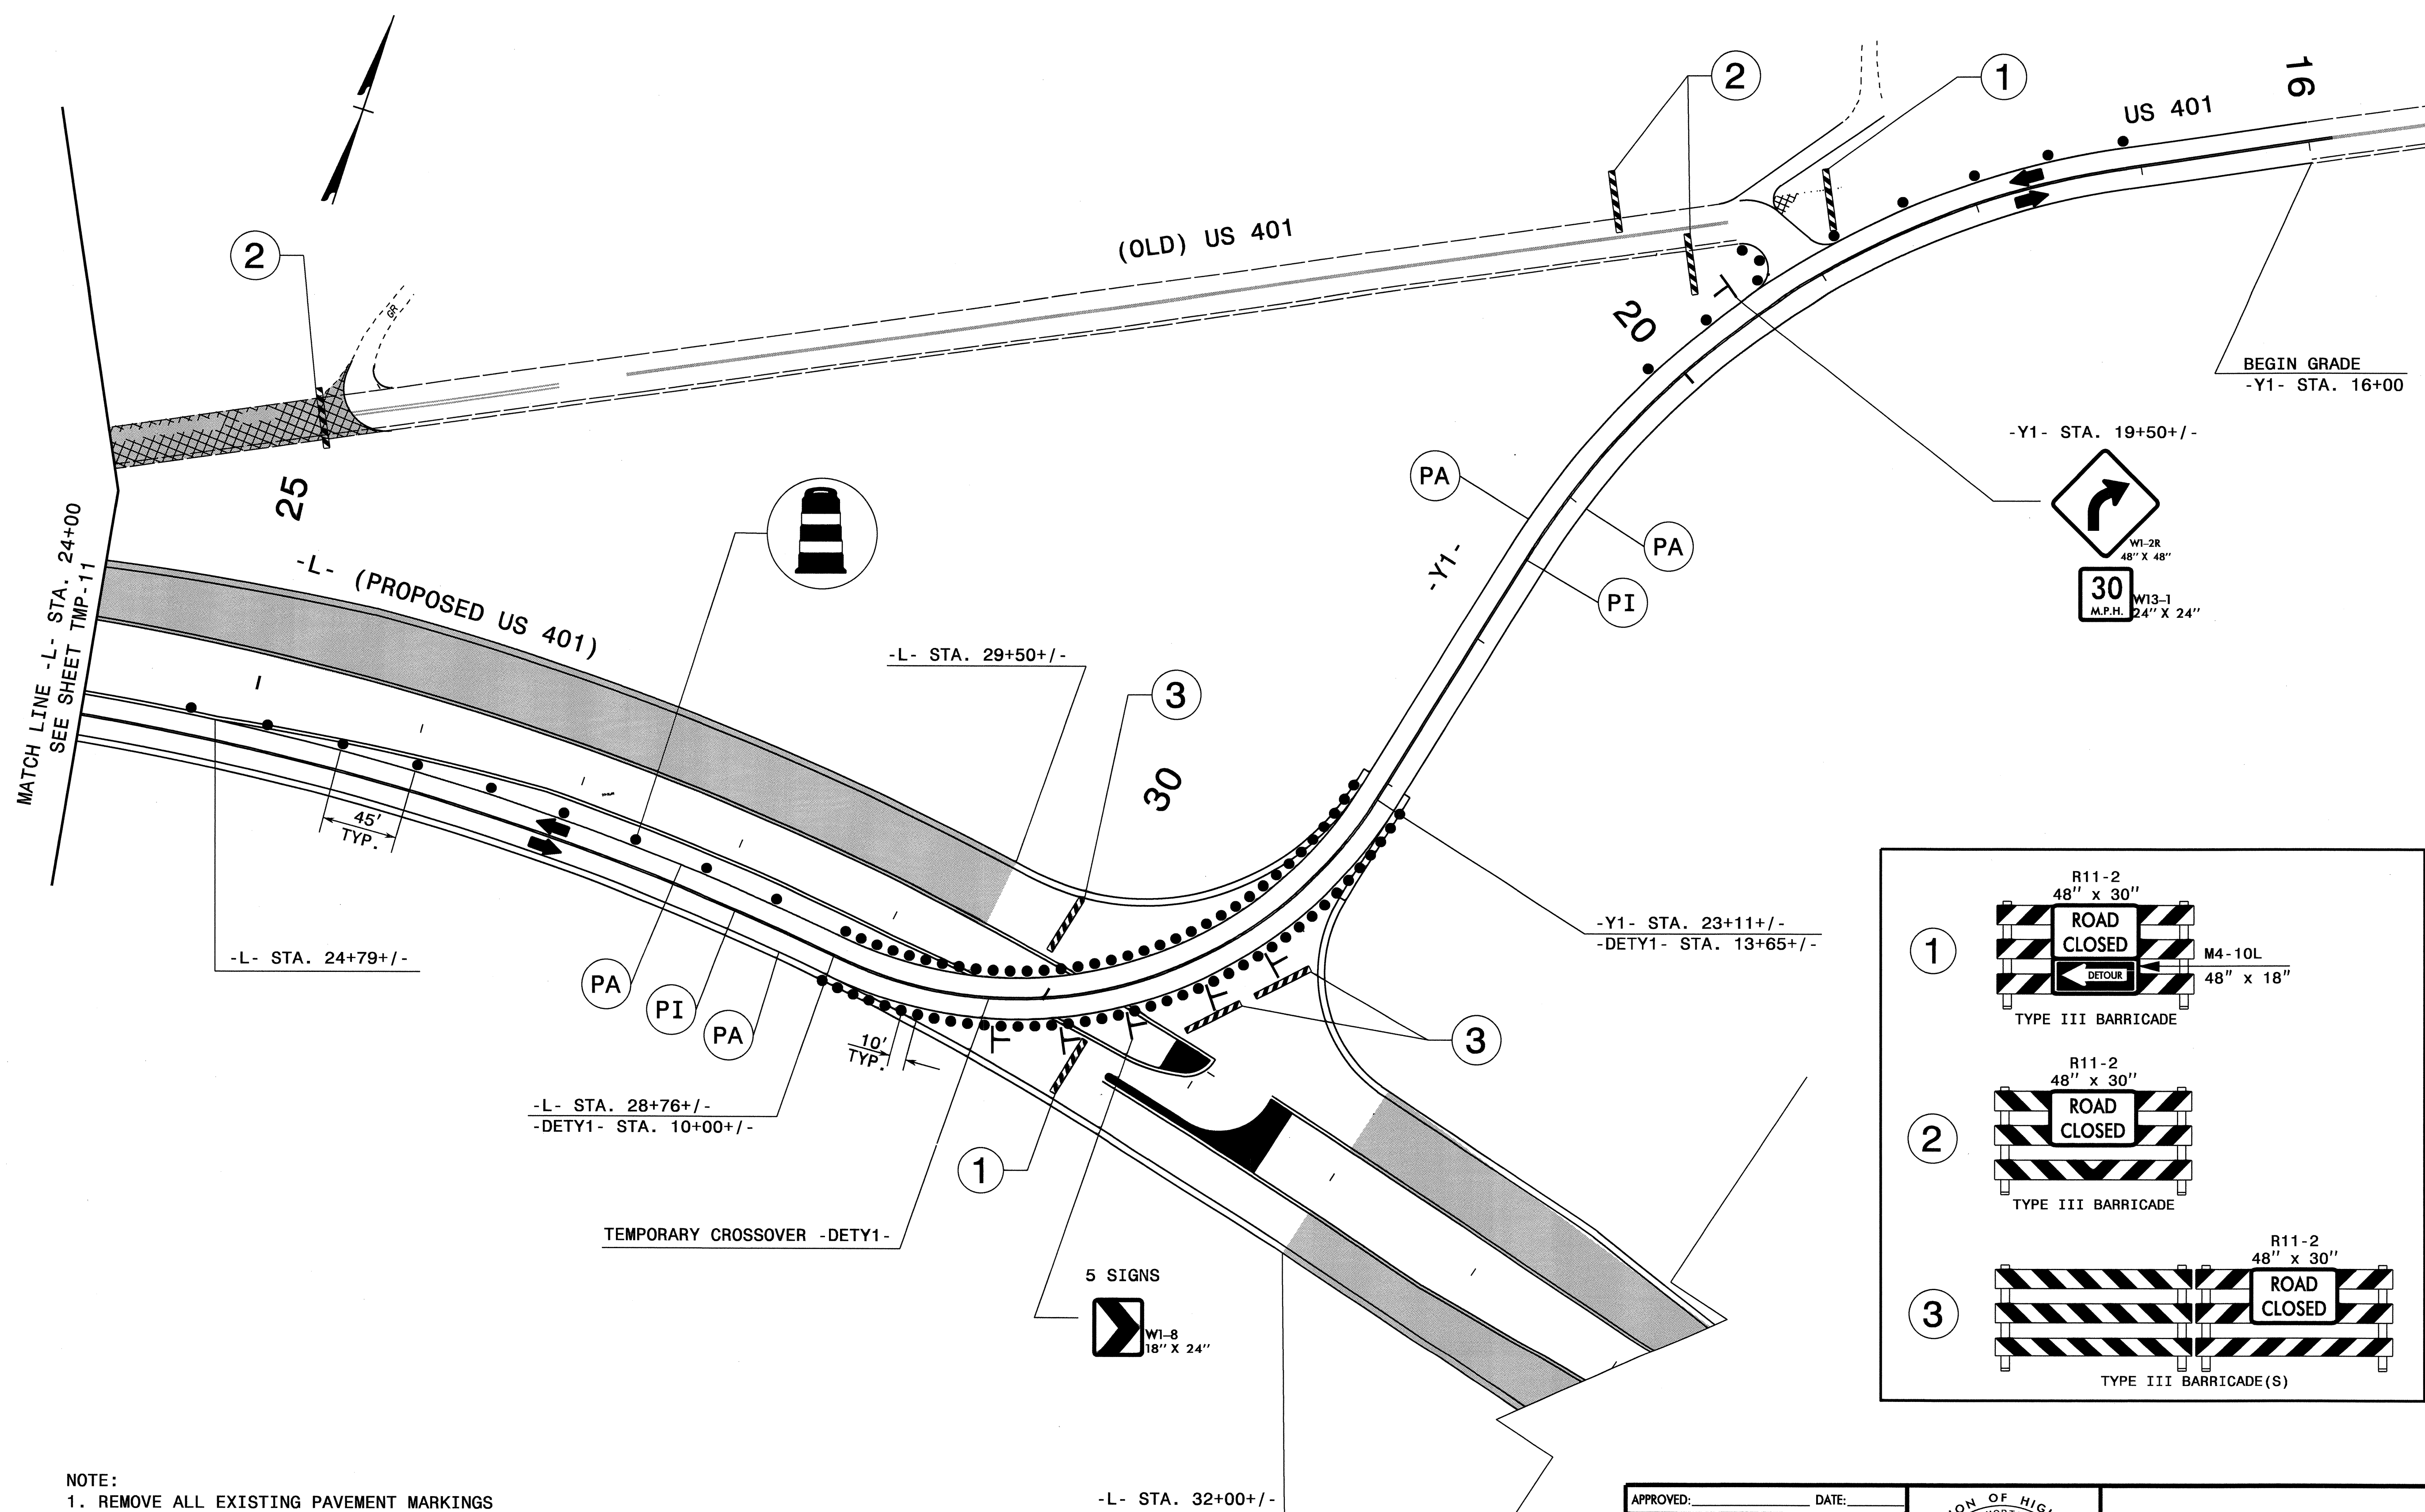 2
1
16
US 401
(OLD) US 401
2
GR
20
BEGIN GRADE
-Y1- STA. 16+00
-Y1- STA. 19+50+/-
W1-2R
48" X 48"
30
M.P.H.
W13-1
24" X 24"
25
PA
PA
PI
-Y1-
MATCH LINE -L- STA. 24+00
SEE SHEET TMP-11
-L- (PROPOSED US 401)
-L- STA. 29+50+/-
3
30
45'
TYP.
-L- STA. 24+79+/-
PA
PI
PA
10'
TYP.
-Y1- STA. 23+11+/-
-DETY1- STA. 13+65+/-
3
-L- STA. 28+76+/-
-DETY1- STA. 10+00+/-
1
TEMPORARY CROSSOVER -DETY1-
5 SIGNS
W1-8
18" X 24"
R11-2
48" x 30"
1
ROAD
CLOSED
DETOUR
M4-10L
48" x 18"
TYPE III BARRICADE
R11-2
48" x 30"
2
ROAD
CLOSED
TYPE III BARRICADE
R11-2
48" x 30"
3
ROAD
CLOSED
TYPE III BARRICADE(S)
NOTE:
1. REMOVE ALL EXISTING PAVEMENT MARKINGS
-L- STA. 32+00+/-
APPROVED: DATE:
OF